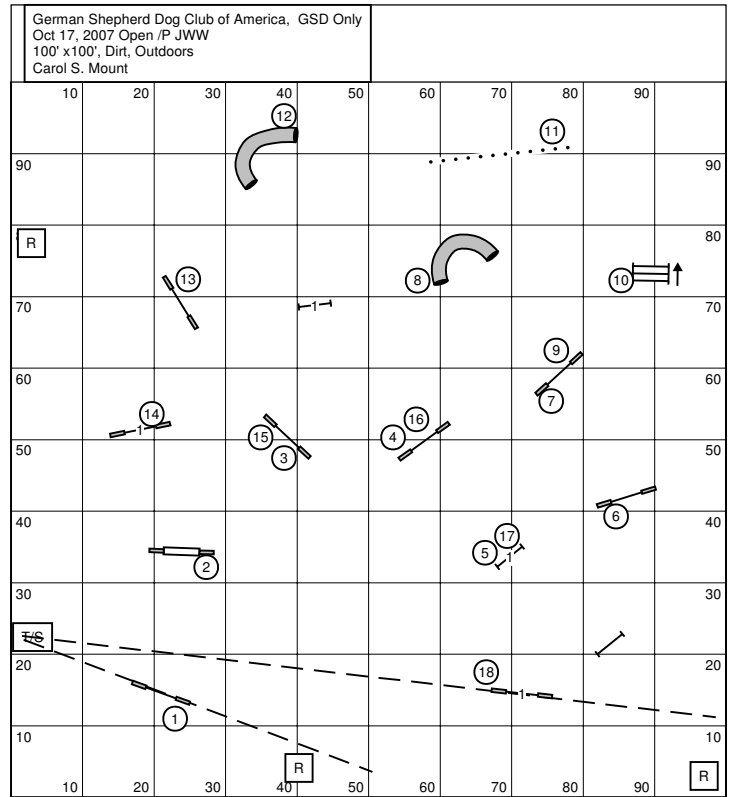 German Shepherd Dog Club of America, GSD Only
Oct 17, 2007 Open /P JWW
100' x100', Dirt, Outdoors
Carol S. Mount
10 20 30 40 50 60 70 80 90
12
11
90 90
R 80
13 8 10
70 1 70
9
60 7 60
14 16
1 15 4
50 3 50
6
40 40
17
5 1
2
30 30
T/S
20 20
18
1
1
10 10
R R
10 20 30 40 50 60 70 80 90